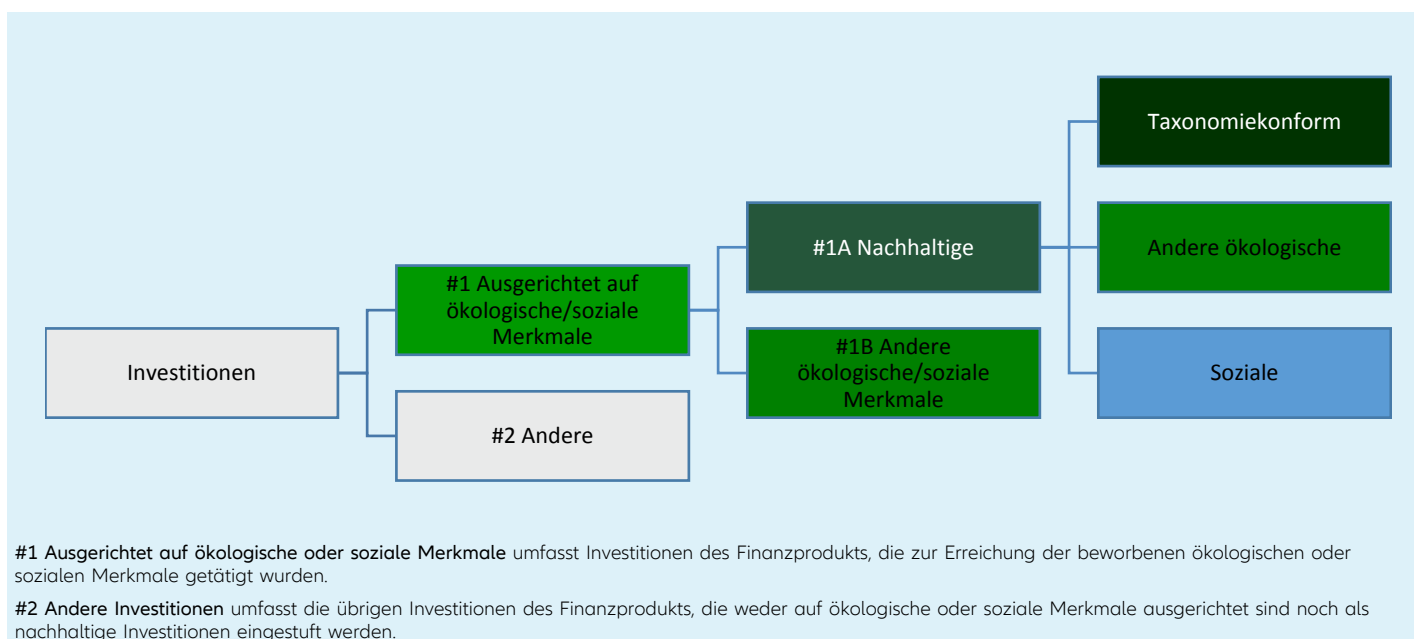 Taxonomiekonform
#1A Nachhaltige
Andere ökologische
#1 Ausgerichtet auf
ökologische/soziale
Merkmale
Investitionen
#1B Andere
ökologische/soziale
Merkmale
Soziale
#2 Andere
#1 Ausgerichtet auf ökologische oder soziale Merkmale umfasst Investitionen des Finanzprodukts, die zur Erreichung der beworbenen ökologischen oder
sozialen Merkmale getätigt wurden.
#2 Andere Investitionen umfasst die übrigen Investitionen des Finanzprodukts, die weder auf ökologische oder soziale Merkmale ausgerichtet sind noch als
nachhaltige Investitionen eingestuft werden.